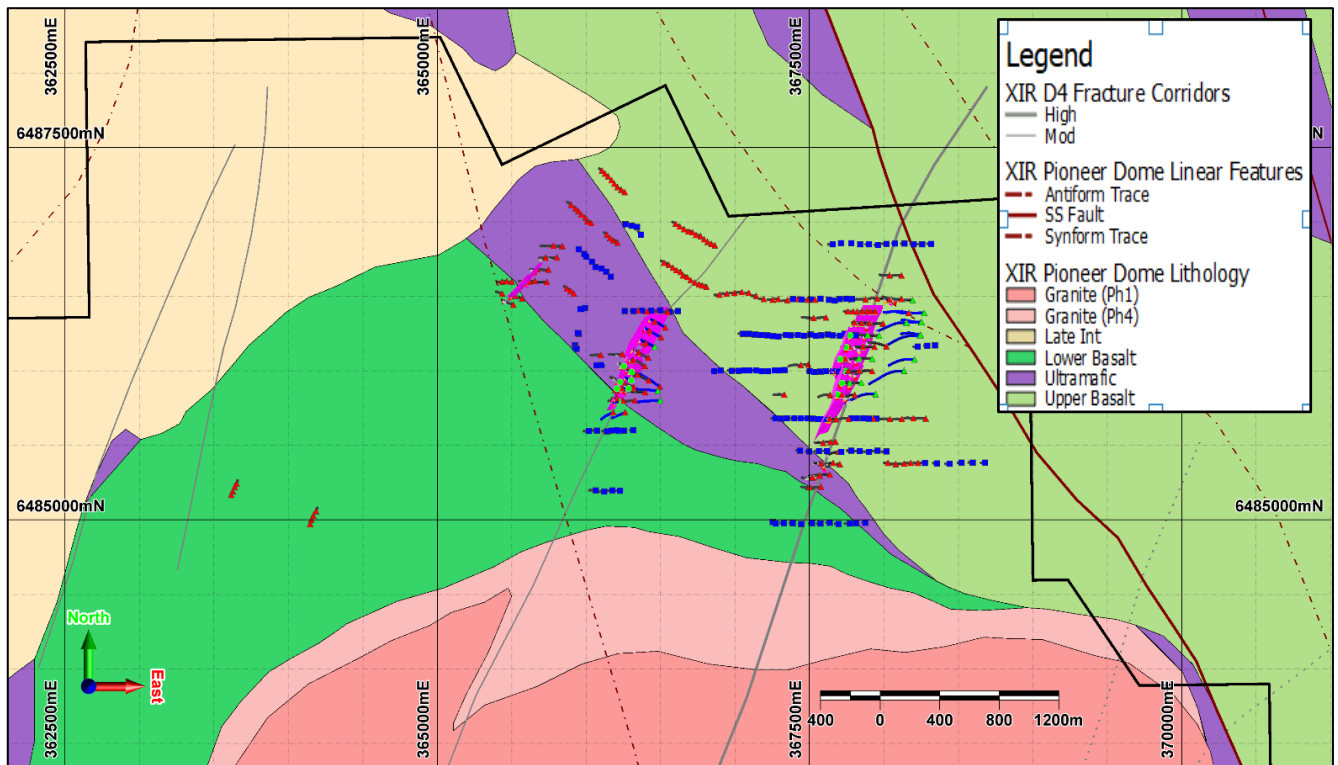 362500mE
365000mE
367500mE
6487500mN
N
Legend
XIR D4 Fracture Corridors
High
Mod
XIR Pioneer Dome Linear Features
Antiform Trace
SS Fault
Synform Trace
XIR Pioneer Dome Lithology
Granite (Ph1)
Granite (Ph4)
Late Int
Lower Basalt
Ultramafic
Upper Basalt
6485000mN
6485000mN
North
East
362500mE
365000mE
367500mE
370000mE
400 0 400 800 1200m